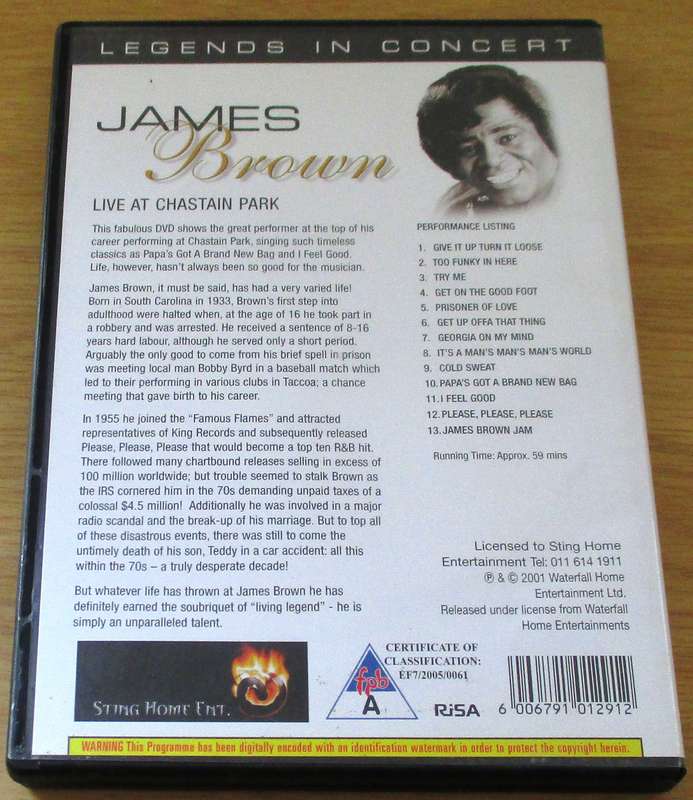 LEGENDS IN CONCERT
JAMES
Brown
LIVE AT CHASTAIN PARK
This fabulous DVD shows the great performer at the top of his
career performing at Chastain Park, singing such timeless
classics as Papa's Got A Brand New Bag and I Feel Good.
Life, however, hasn't always been so good for the musician.
James Brown, it must be said, has had a very varied life!
Born in South Carolina in 1933, Brown's first step into
adulthood were halted when, at the age of 16 he took part in
a robbery and was arrested. He received a sentence of 8-16
years hard labour, although he served only a short period.
Arguably the only good to come from his brief spell in prison
was meeting local man Bobby Byrd in a baseball match which
led to their performing in various clubs in Taccoa; a chance
meeting that gave birth to his career.
In 1955 he joined the “Famous Flames” and attracted
representatives of King Records and subsequently released
Please, Please, Please that would become a top ten R&B hit.
There followed many chartbound releases selling in excess of
100 million worldwide; but trouble seemed to stalk Brown as
the IRS cornered him in the 70s demanding unpaid taxes of a
colossal $4.5 million! Additionally he was involved in a major
radio scandal and the break-up of his marriage. But to top all
of these disastrous events, there was still to come the
untimely death of his son, Teddy in a car accident: all this
within the 70s – a truly desperate decade!
But whatever life has thrown at James Brown he has
definitely earned the soubriquet of “living legend” - he is
simply an unparalleled talent.
PERFORMANCE LISTING
1. GIVE IT UP TURN IT LOOSE
2. TOO FUNKY IN HERE
3. TRY ME
4. GET ON THE GOOD FOOT
5. PRISONER OF LOVE
6. GET UP OFFA THAT THING
7. GEORGIA ON MY MIND
8. IT'S A MAN'S MAN'S MAN'S WORLD
9. COLD SWEAT
10. PAPA'S GOT A BRAND NEW BAG
11. I FEEL GOOD
12. PLEASE, PLEASE, PLEASE
13. JAMES BROWN JAM
Running Time: Approx. 59 mins
Licensed to Sting Home
Entertainment Tel: 011 614 1911
℗ & © 2001 Waterfall Home
Entertainment Ltd.
Released under license from Waterfall
Home Entertainments
STING HOME ENT.
fpb
A
CERTIFICATE OF
CLASSIFICATION:
EF7/2005/0061
RiSA
6 006791 012912
WARNING This Programme has been digitally encoded with an identification watermark in order to protect the copyright herein.